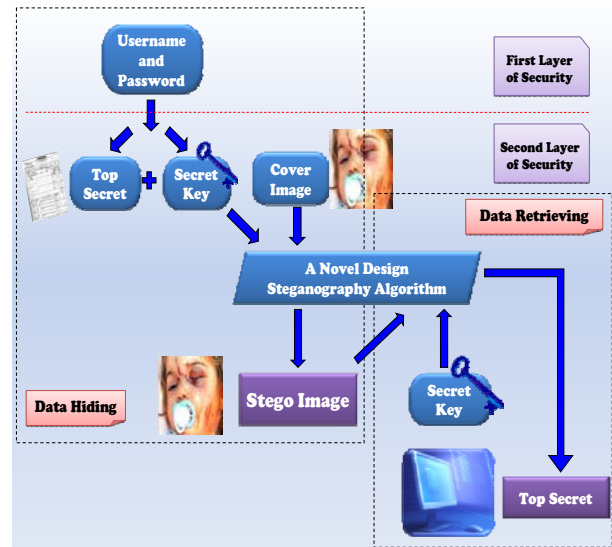 Username
and
Password
First Layer
of Security
Second Layer
of Security
Top
Secret
+
Secret
Key
Cover
Image
Data Retrieving
A Novel Design
Steganography Algorithm
Data Hiding
Stego Image
Secret
Key
Top Secret